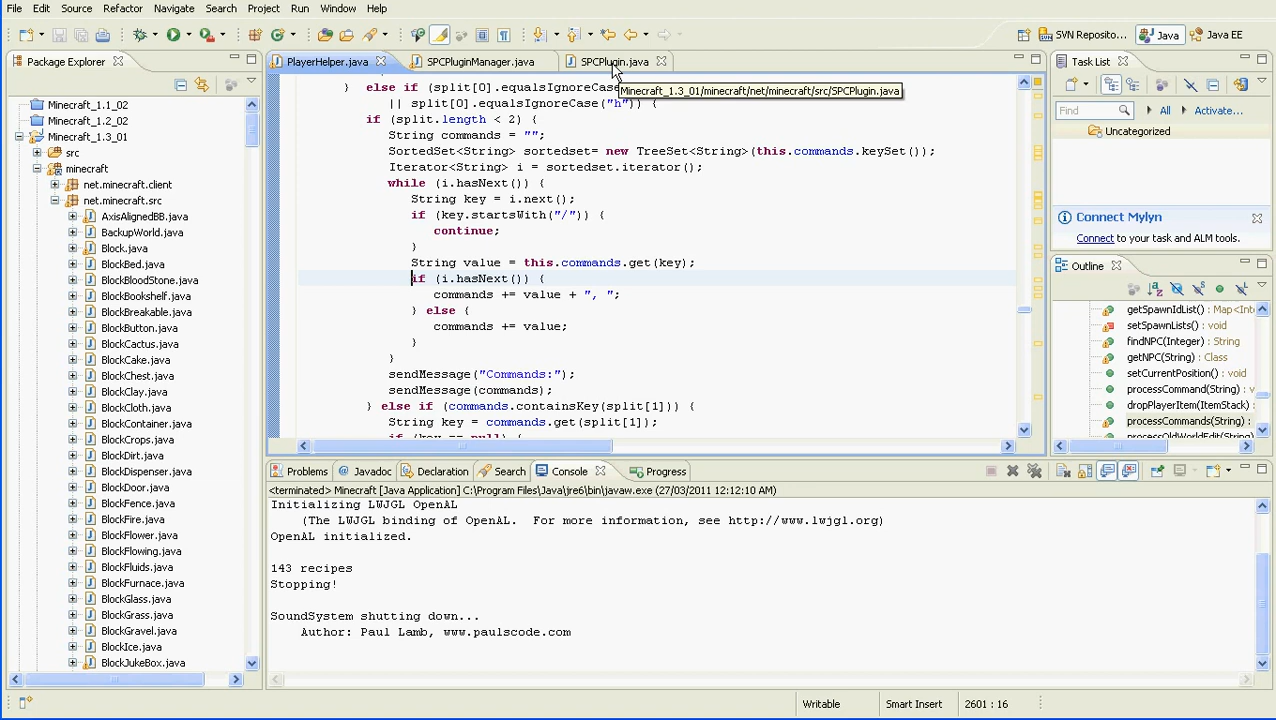 File Edit Source Refactor Navigate Search Project Run Window Help
SVN Reposito... Java Java EE
Package Explorer
Minecraft_1.1_02
Minecraft_1.2_02
Minecraft_1.3_01
src
minecraft
net.minecraft.client
net.minecraft.src
AxisAlignedBB.java
BackupWorld.java
Block.java
BlockBed.java
BlockBloodStone.java
BlockBookshelf.java
BlockBreakable.java
BlockButton.java
BlockCactus.java
BlockCake.java
BlockChest.java
BlockClay.java
BlockCloth.java
BlockContainer.java
BlockCrops.java
BlockDirt.java
BlockDispenser.java
BlockDoor.java
BlockFence.java
BlockFire.java
BlockFlower.java
BlockFlowing.java
BlockFluids.java
BlockFurnace.java
BlockGlass.java
BlockGrass.java
BlockGravel.java
BlockIce.java
BlockJukeBox.java
PlayerHelper.java SPCPluginManager.java SPCPlugin.java
Minecraft_1.3_01/minecraft/net/minecraft/src/SPCPlugin.java
} else if (split[0].equalsIgnoreCase
|| split[0].equalsIgnoreCase("h")) {
if (split.length < 2) {
String commands = "";
SortedSet<String> sortedset= new TreeSet<String>(this.commands.keySet());
Iterator<String> i = sortedset.iterator();
while (i.hasNext()) {
String key = i.next();
if (key.startsWith("/")) {
continue;
}
String value = this.commands.get(key);
if (i.hasNext()) {
commands += value + ", ";
} else {
commands += value;
}
}
sendMessage("Commands:");
sendMessage(commands);
} else if (commands.containsKey(split[1])) {
String key = commands.get(split[1]);
if (key == null) {
Task List
All Activate...
Uncategorized
Connect Mylyn
Connect to your task and ALM tools.
Outline
getSpawnIdList() : Map<Inte
setSpawnLists() : void
findNPC(Integer) : String
getNPC(String) : Class
setCurrentPosition() : void
processCommand(String) : v
dropPlayerItem(ItemStack) :
processCommands(String) :
processOldWorldEdit(String
Problems Javadoc Declaration Search Console Progress
<terminated> Minecraft [Java Application] C:\Program Files\Java\jre6\bin\javaw.exe (27/03/2011 12:12:10 AM)
Initializing LWJGL OpenAL
(The LWJGL binding of OpenAL. For more information, see http://www.lwjgl.org)
OpenAL initialized.
143 recipes
Stopping!
SoundSystem shutting down...
Author: Paul Lamb, www.paulscode.com
Writable Smart Insert 2601 : 16